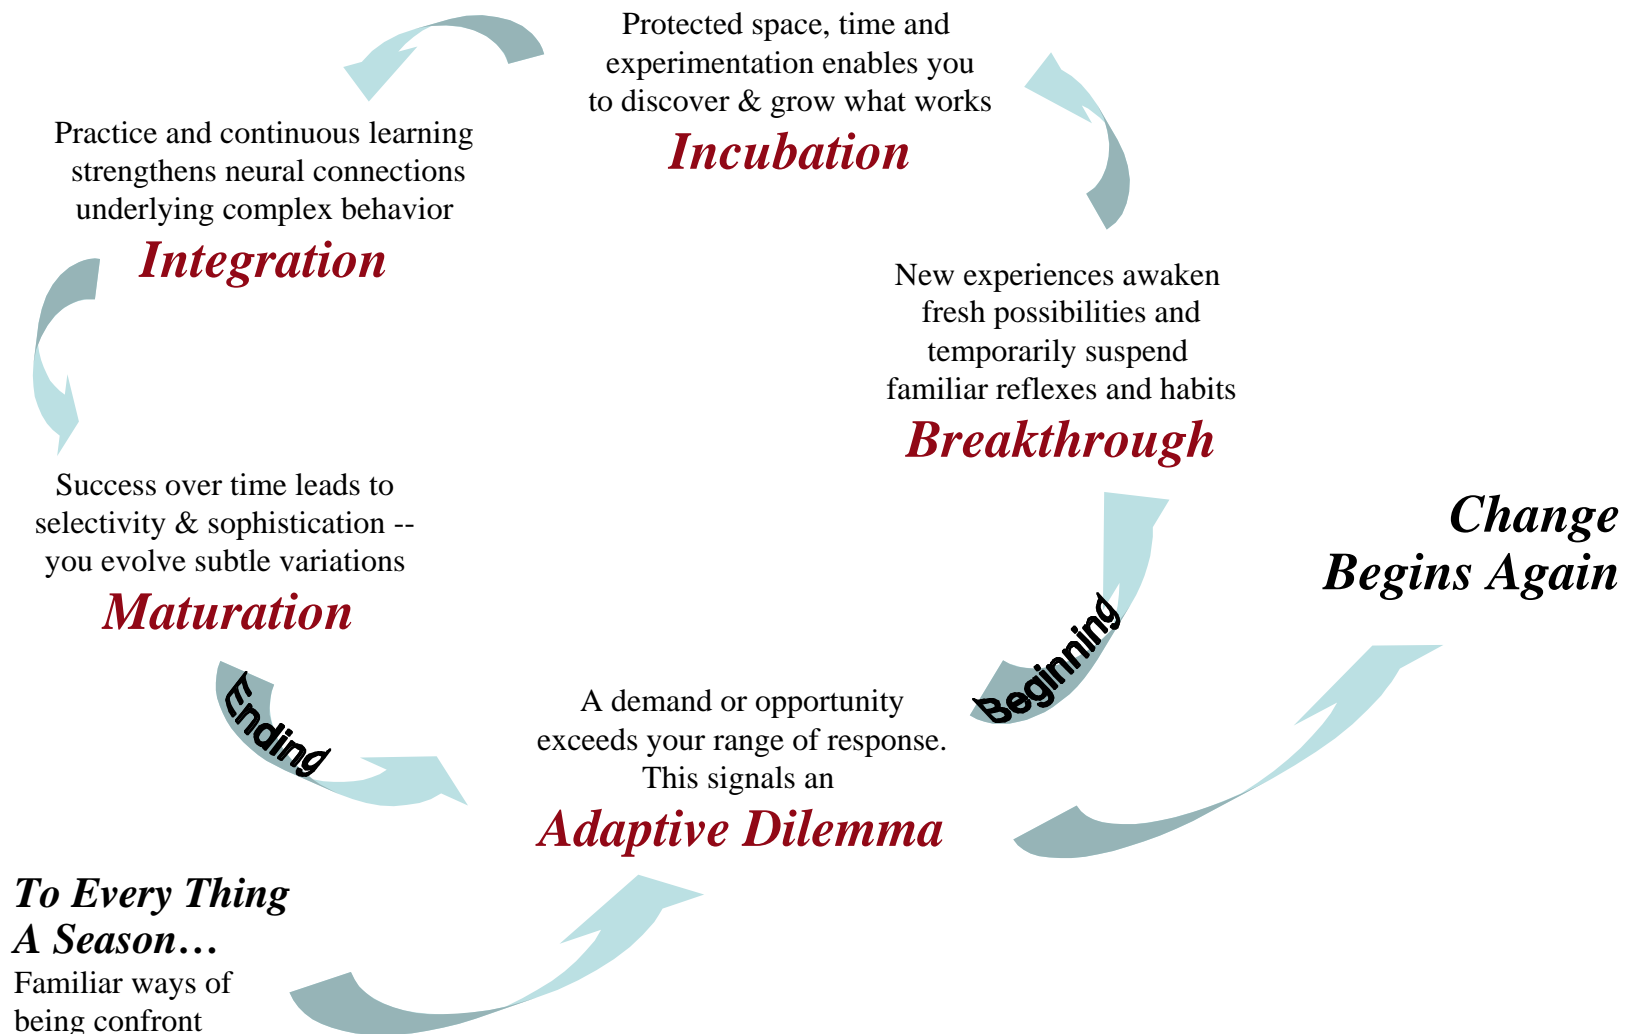 Protected space, time and
experimentation enables you
to discover & grow what works
Incubation
Practice and continuous learning
strengthens neural connections
underlying complex behavior
Integration
New experiences awaken
fresh possibilities and
temporarily suspend
familiar reflexes and habits
Breakthrough
Success over time leads to
selectivity & sophistication --
you evolve subtle variations
Maturation
Change
Begins Again
Ending
Beginning
A demand or opportunity
exceeds your range of response.
This signals an
Adaptive Dilemma
To Every Thing
A Season…
Familiar ways of
being confront